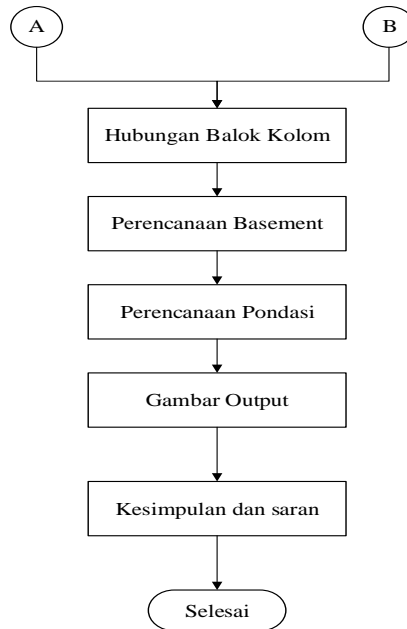 A
B
Hubungan Balok Kolom
Perencanaan Basement
Perencanaan Pondasi
Gambar Output
Kesimpulan dan saran
Selesai